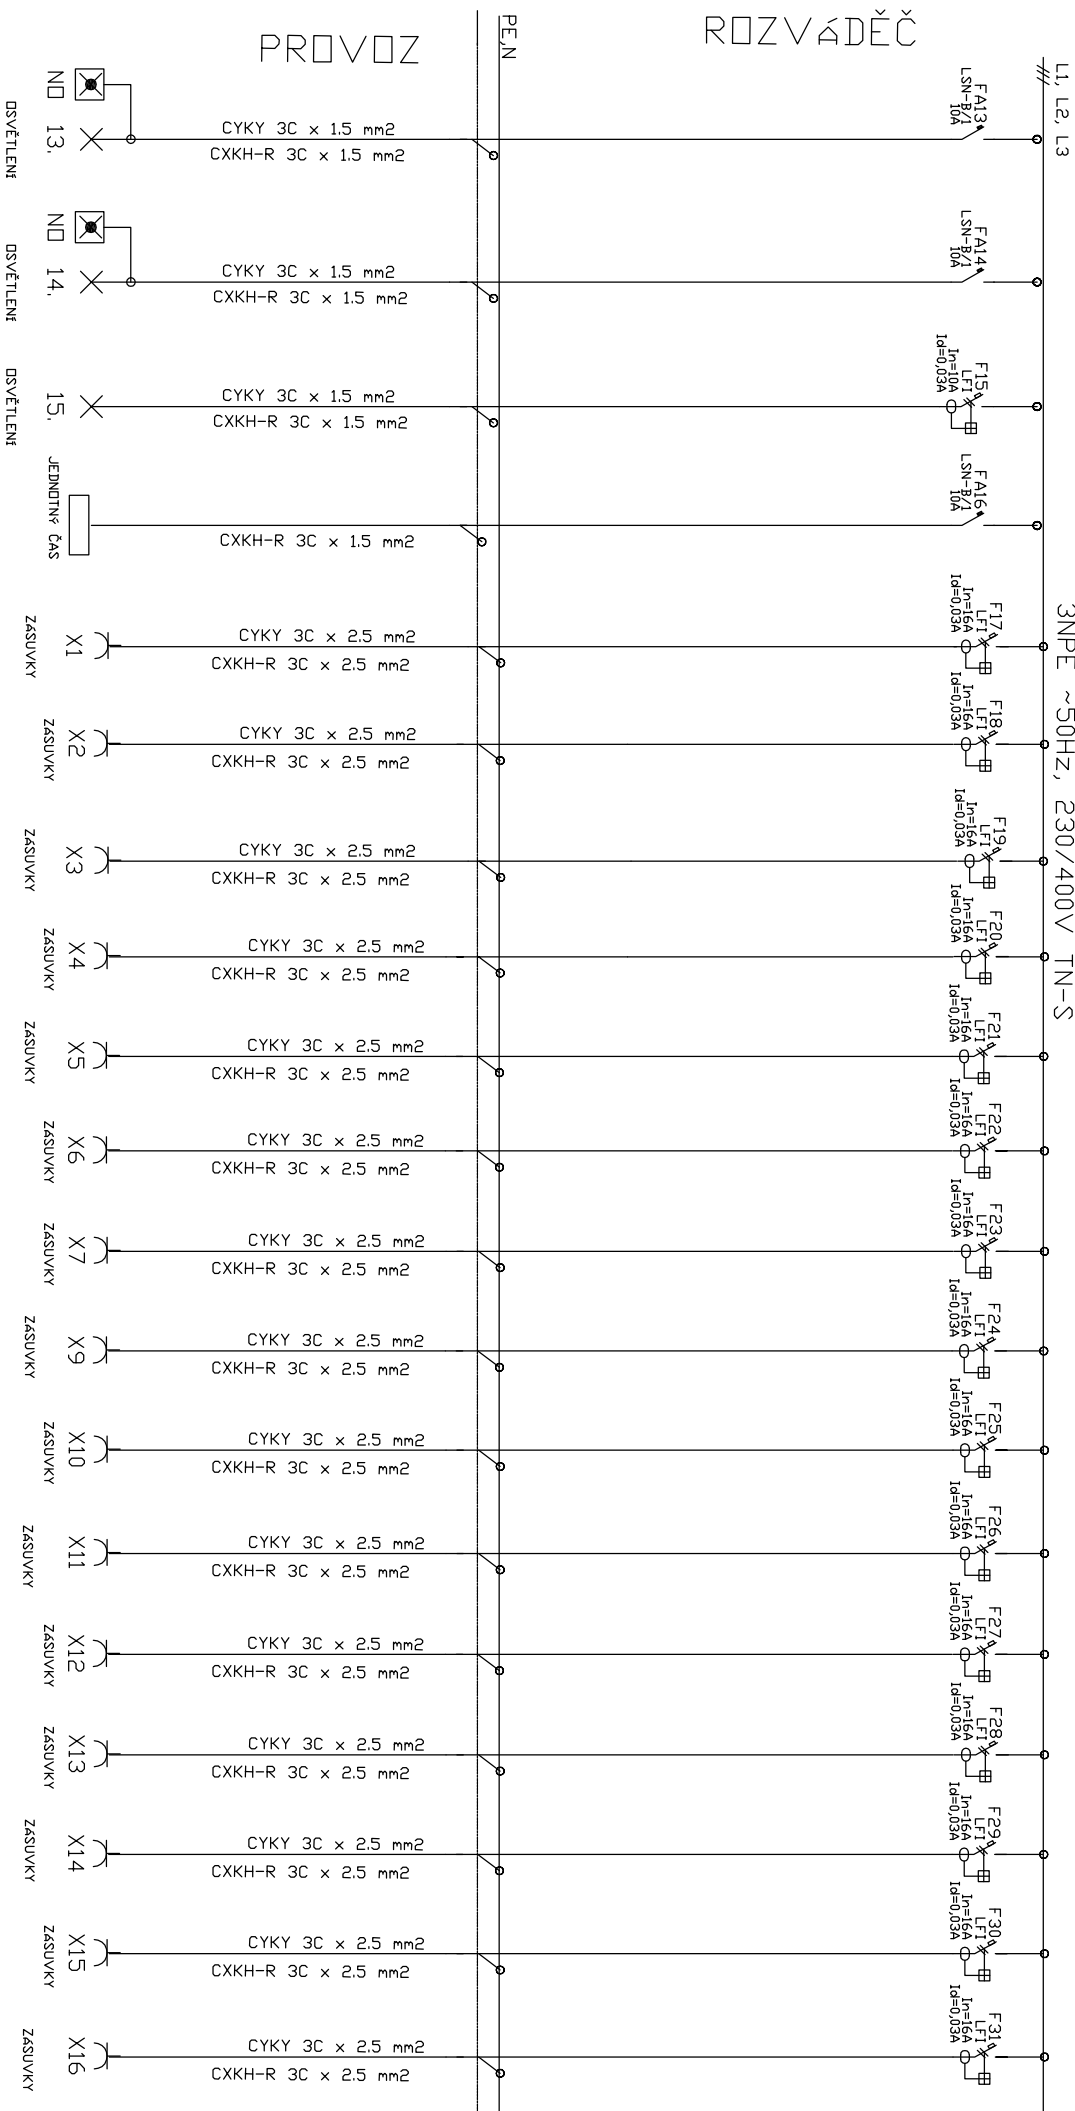 ROZVÁDĚČ
PROVOZ
PE,N
L1, L2, L3
3NPE ~50Hz, 230/400V TN-S
FA13
LSN-B/1
10A
CYKY 3C x 1.5 mm2
CXKH-R 3C x 1.5 mm2
NO
13.
OSVĚTLENÍ
FA14
LSN-B/1
10A
CYKY 3C x 1.5 mm2
CXKH-R 3C x 1.5 mm2
NO
14.
OSVĚTLENÍ
F15
LFI
In=10A
Id=0,03A
CYKY 3C x 1.5 mm2
CXKH-R 3C x 1.5 mm2
15.
OSVĚTLENÍ
FA16
LSN-B/1
10A
CXKH-R 3C x 1.5 mm2
JEDNOTNÝ ČAS
F17
LFI
In=16A
Id=0,03A
CYKY 3C x 2.5 mm2
CXKH-R 3C x 2.5 mm2
X1
ZÁSUVKY
F18
LFI
In=16A
Id=0,03A
CYKY 3C x 2.5 mm2
CXKH-R 3C x 2.5 mm2
X2
ZÁSUVKY
F19
LFI
In=16A
Id=0,03A
CYKY 3C x 2.5 mm2
CXKH-R 3C x 2.5 mm2
X3
ZÁSUVKY
F20
LFI
In=16A
Id=0,03A
CYKY 3C x 2.5 mm2
CXKH-R 3C x 2.5 mm2
X4
ZÁSUVKY
F21
LFI
In=16A
Id=0,03A
CYKY 3C x 2.5 mm2
CXKH-R 3C x 2.5 mm2
X5
ZÁSUVKY
F22
LFI
In=16A
Id=0,03A
CYKY 3C x 2.5 mm2
CXKH-R 3C x 2.5 mm2
X6
ZÁSUVKY
F23
LFI
In=16A
Id=0,03A
CYKY 3C x 2.5 mm2
CXKH-R 3C x 2.5 mm2
X7
ZÁSUVKY
F24
LFI
In=16A
Id=0,03A
CYKY 3C x 2.5 mm2
CXKH-R 3C x 2.5 mm2
X9
ZÁSUVKY
F25
LFI
In=16A
Id=0,03A
CYKY 3C x 2.5 mm2
CXKH-R 3C x 2.5 mm2
X10
ZÁSUVKY
F26
LFI
In=16A
Id=0,03A
CYKY 3C x 2.5 mm2
CXKH-R 3C x 2.5 mm2
X11
ZÁSUVKY
F27
LFI
In=16A
Id=0,03A
CYKY 3C x 2.5 mm2
CXKH-R 3C x 2.5 mm2
X12
ZÁSUVKY
F28
LFI
In=16A
Id=0,03A
CYKY 3C x 2.5 mm2
CXKH-R 3C x 2.5 mm2
X13
ZÁSUVKY
F29
LFI
In=16A
Id=0,03A
CYKY 3C x 2.5 mm2
CXKH-R 3C x 2.5 mm2
X14
ZÁSUVKY
F30
LFI
In=16A
Id=0,03A
CYKY 3C x 2.5 mm2
CXKH-R 3C x 2.5 mm2
X15
ZÁSUVKY
F31
LFI
In=16A
Id=0,03A
CYKY 3C x 2.5 mm2
CXKH-R 3C x 2.5 mm2
X16
ZÁSUVKY